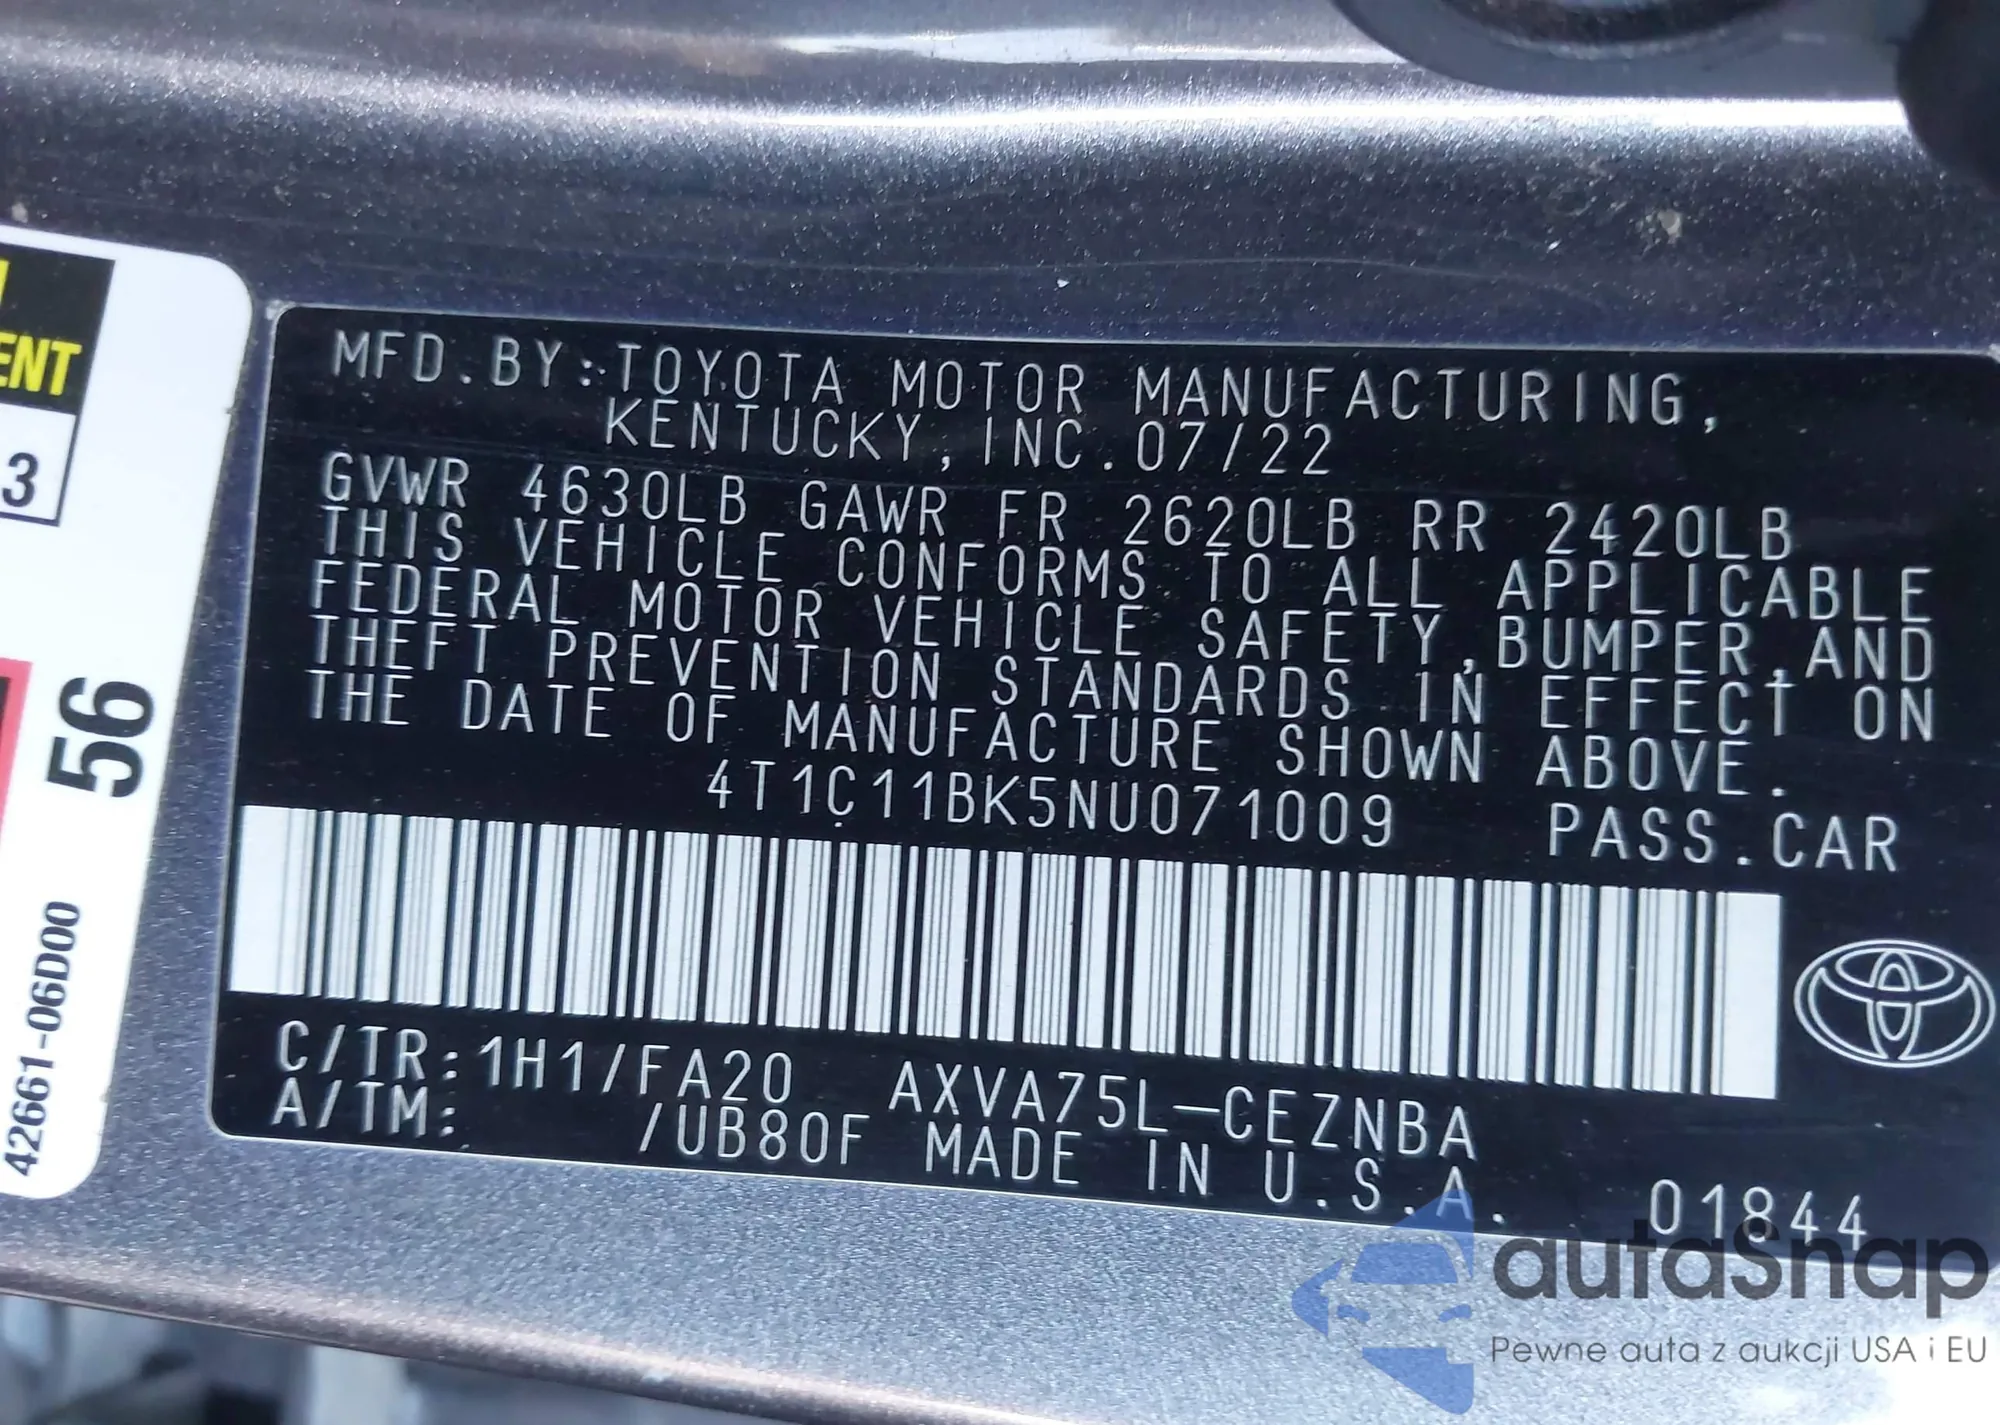 MFD.BY:TOYOTA MOTOR MANUFACTURING,
KENTUCKY, INC. 07/22
GVWR 4630LB GAWR FR 2620LB RR 2420LB
THIS VEHICLE CONFORMS TO ALL APPLICABLE
FEDERAL MOTOR VEHICLE SAFETY,BUMPER,AND
THEFT PREVENTION STANDARDS IN EFFECT ON
THE DATE OF MANUFACTURE SHOWN ABOVE.
4T1C11BK5NU071009 PASS.CAR
C/TR:1H1/FA20 AXVA75L-CEZNBA
A/TM: /UB80F MADE IN U.S.A.
01844
ENT
3
56
42661-06D00
autaSnap
Pewne auta z aukcji USA i EU